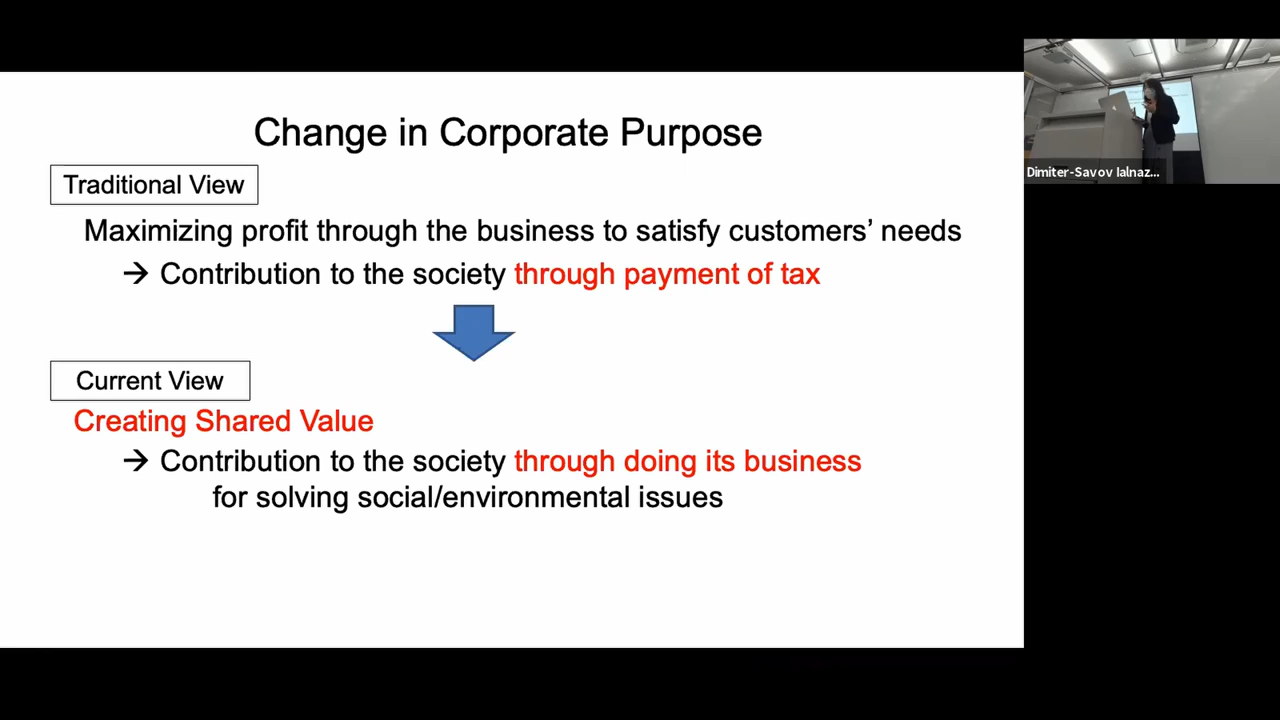 Change in Corporate Purpose
Traditional View
Maximizing profit through the business to satisfy customers’ needs
→ Contribution to the society through payment of tax
Current View
Creating Shared Value
→ Contribution to the society through doing its business
for solving social/environmental issues
Dimiter-Savov Ialnaz...